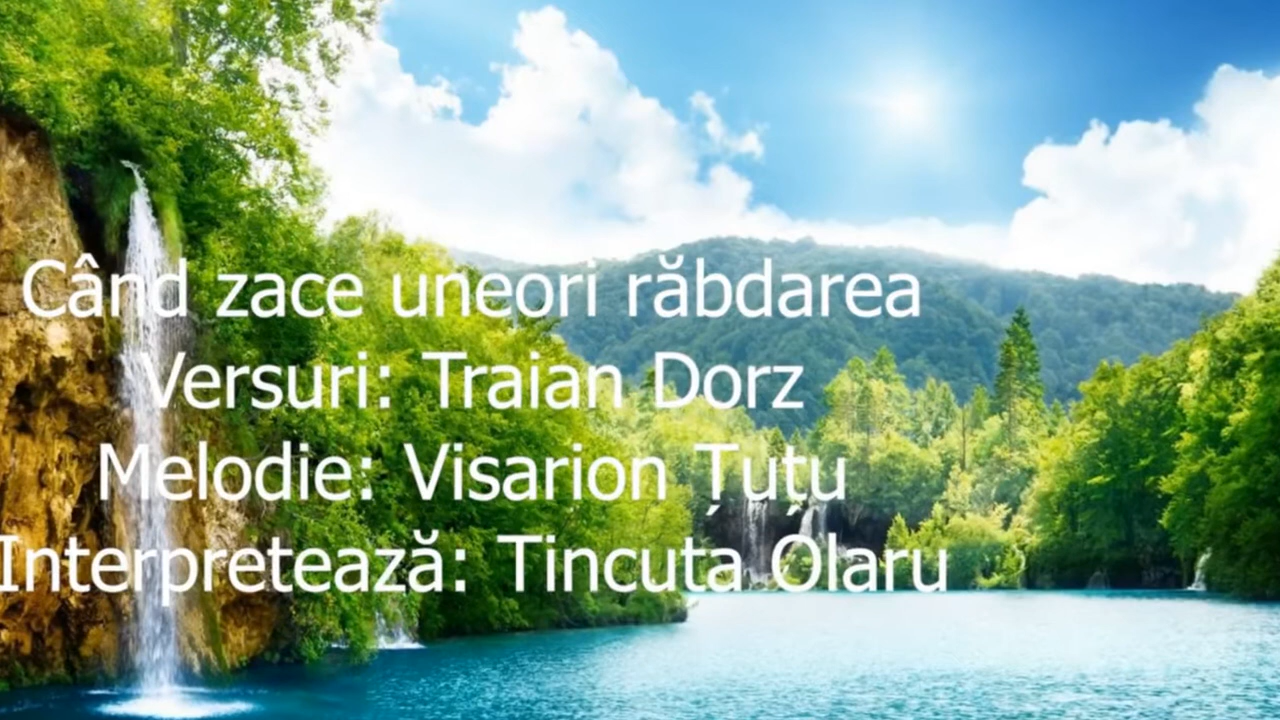 Când zace uneori răbdarea
Versuri: Traian Dorz
Melodie: Visarion Țuțu
Interpretează: Tincuta Olaru